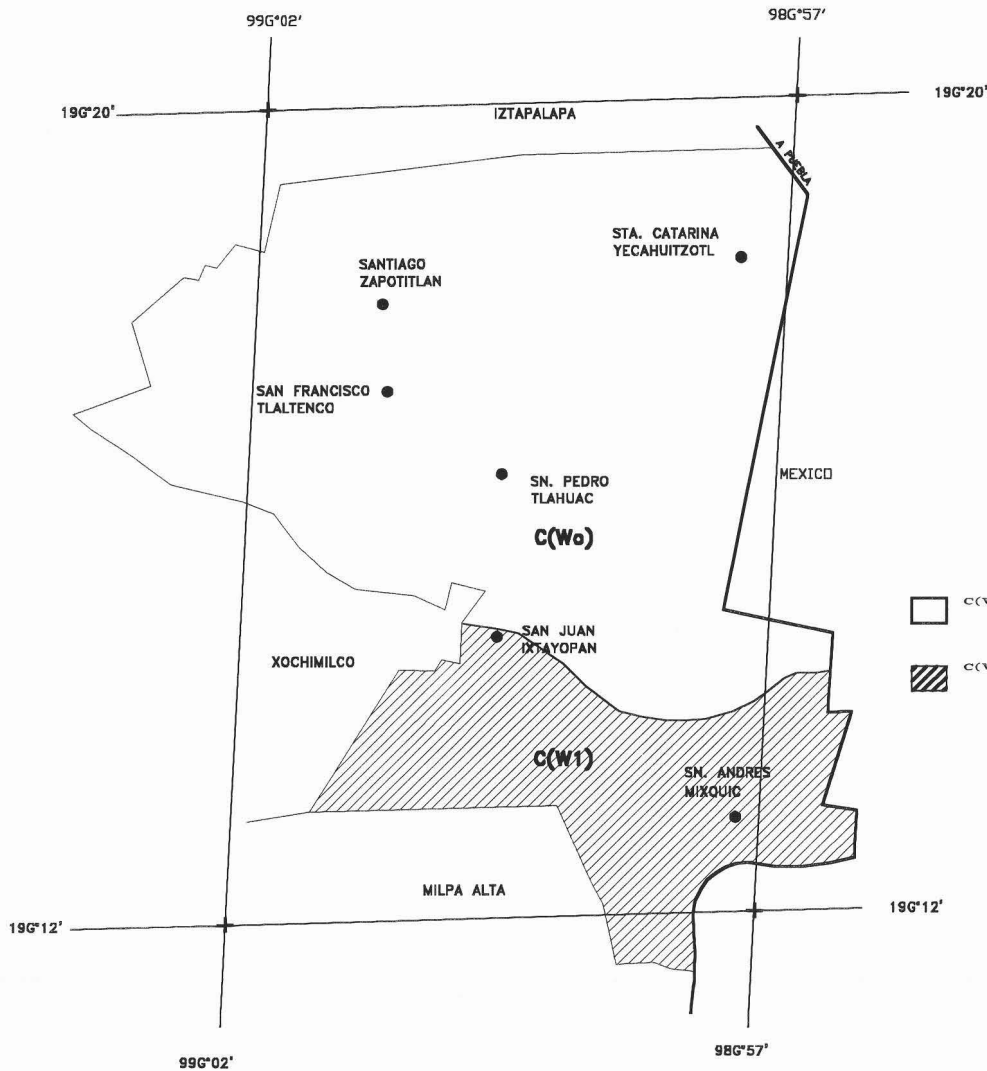 99G°02'
98G°57'
19G°20'
19G°20'
IZTAPALAPA
A PUEBLA
STA. CATARINA
YECAHUITZOTL
SANTIAGO
ZAPOTITLAN
SAN FRANCISCO
TLALTENCO
SN. PEDRO
TLAHUAC
MEXICO
C(Wo)
SAN JUAN
IXTAYOPAN
XOCHIMILCO
C(W1)
SN. ANDRES
MIXQUIC
MILPA ALTA
19G°12'
19G°12'
99G°02'
98G°57'